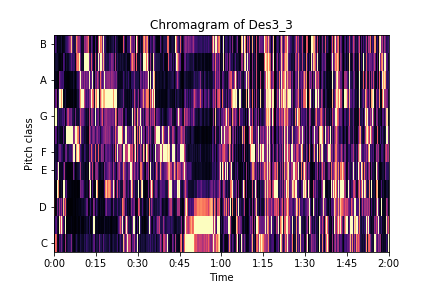 Chromagram of Des3_3
Pitch class
B
A
G
F
E
D
C
0:00 0:15 0:30 0:45 1:00 1:15 1:30 1:45 2:00
Time